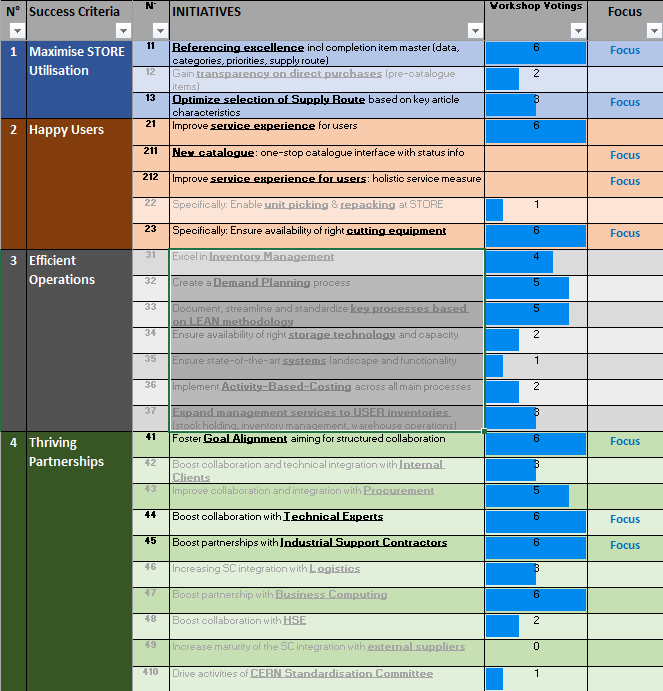 N° Success Criteria N° INITIATIVES Workshop Votings Focus
1 Maximise STORE Utilisation
11 Referencing excellence incl completion item master (data, 6 Focus
categories, priorities, supply route)
12 Gain transparency on direct purchases (pre-catalogue 2
items)
13 Optimize selection of Supply Route based on key article 3 Focus
characteristics
2 Happy Users
21 Improve service experience for users 6
211 New catalogue: one-stop catalogue interface with status info Focus
212 Improve service experience for users: holistic service measure Focus
22 Specifically: Enable unit picking & repacking at STORE 1
23 Specifically: Ensure availability of right cutting equipment 6 Focus
3 Efficient Operations
31 Excel in Inventory Management 4
32 Create a Demand Planning process 5
33 Document, streamline and standardize key processes based 5
on LEAN methodology
34 Ensure availability of right storage technology and capacity 2
35 Ensure state-of-the-art systems landscape and functionality 1
36 Implement Activity-Based-Costing across all main processes 2
37 Expand management services to USER inventories 3
(stock holding, inventory management, warehouse operations)
4 Thriving Partnerships
41 Foster Goal Alignment aiming for structured collaboration 6 Focus
42 Boost collaboration and technical integration with Internal 3
Clients
43 Improve collaboration and integration with Procurement 5
44 Boost collaboration with Technical Experts 6 Focus
45 Boost partnerships with Industrial Support Contractors 6 Focus
46 Increasing SC integration with Logistics 3
47 Boost partnership with Business Computing 6
48 Boost collaboration with HSE 2
49 Increase maturity of the SC integration with external suppliers 0
410 Drive activities of CERN Standardisation Committee 1